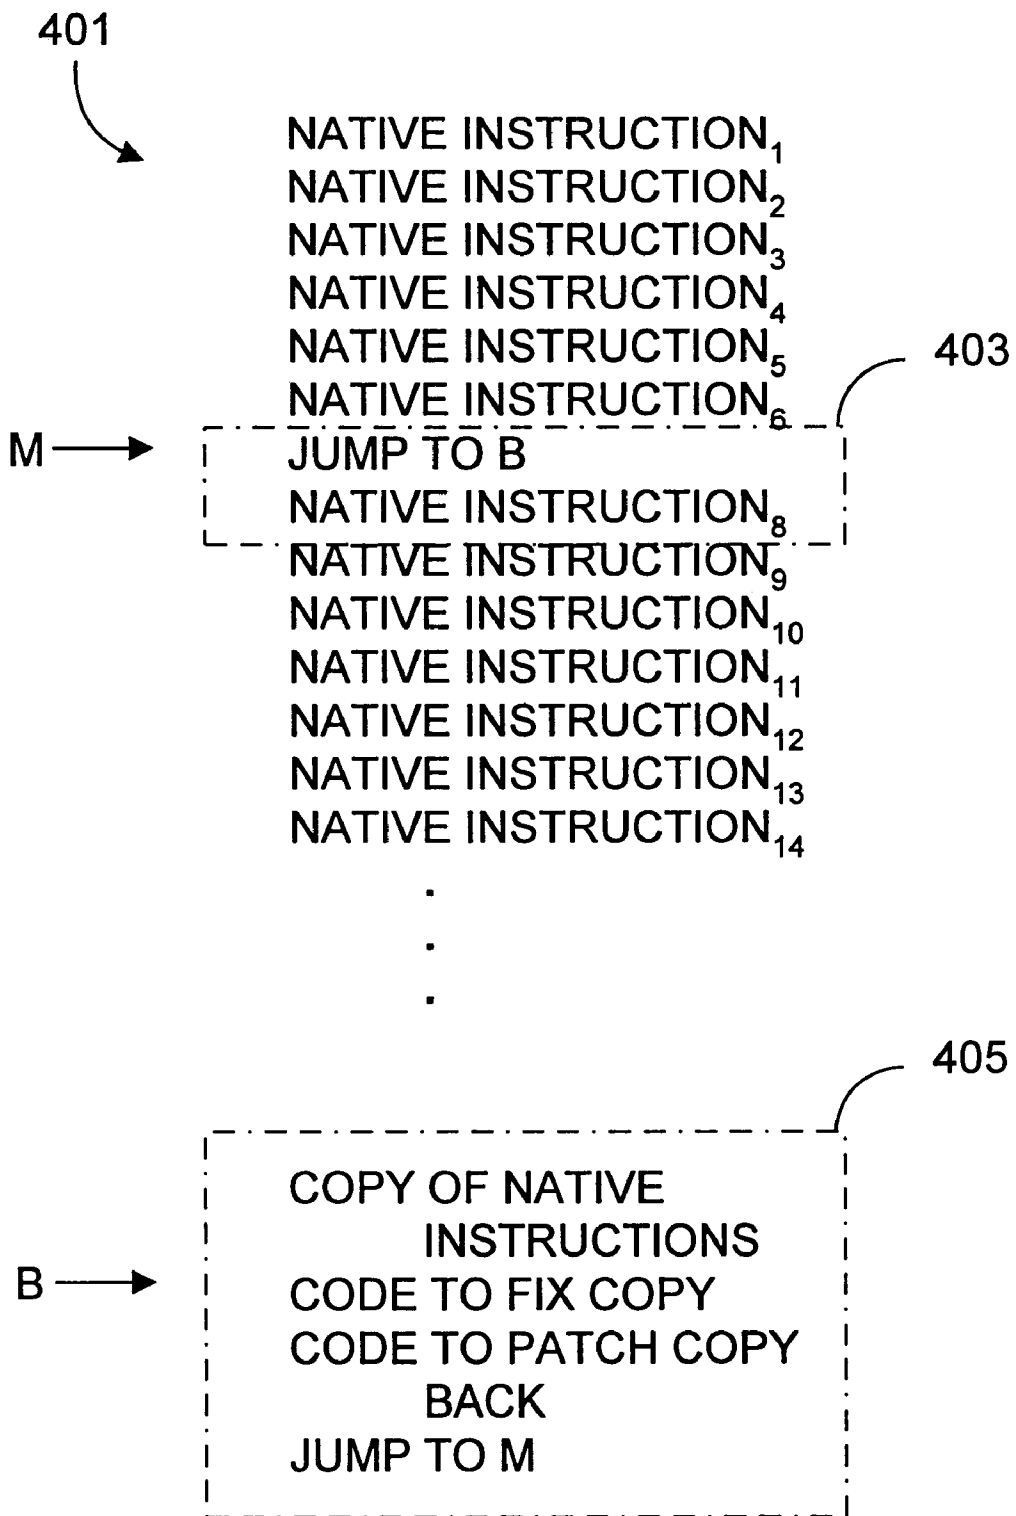 401
NATIVE INSTRUCTION₁
NATIVE INSTRUCTION₂
NATIVE INSTRUCTION₃
NATIVE INSTRUCTION₄
NATIVE INSTRUCTION₅
403
NATIVE INSTRUCTION₆
M
JUMP TO B
NATIVE INSTRUCTION₈
NATIVE INSTRUCTION₉
NATIVE INSTRUCTION₁₀
NATIVE INSTRUCTION₁₁
NATIVE INSTRUCTION₁₂
NATIVE INSTRUCTION₁₃
NATIVE INSTRUCTION₁₄
.
.
.
405
COPY OF NATIVE
INSTRUCTIONS
B
CODE TO FIX COPY
CODE TO PATCH COPY
BACK
JUMP TO M